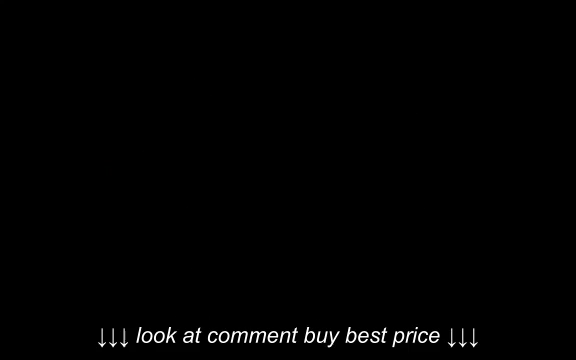 ↓↓↓ look at comment buy best price ↓↓↓